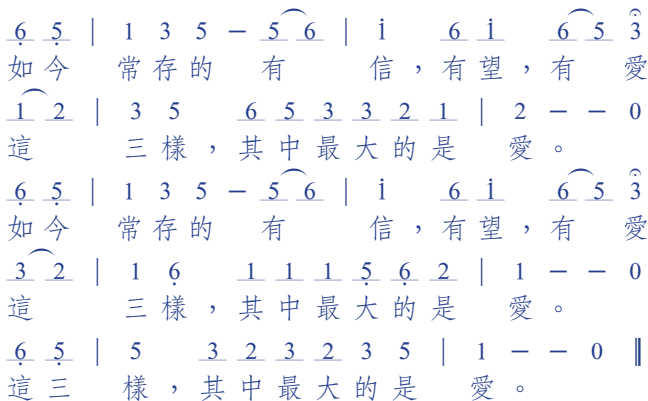 6̣ 5̣ | 1 3 5 － 5 6 | i̇ 6 i̇ 6 5 3̇
如今 常存的 有 信，有望，有 愛
1 2 | 3 5 6 5 3 3 2 1 | 2 － － 0
這 三樣，其中最大的是 愛。
6̣ 5̣ | 1 3 5 － 5 6 | i̇ 6 i̇ 6 5 3̇
如今 常存的 有 信，有望，有 愛
3 2 | 1 6̣ 1 1 1 5̣ 6̣ 2 | 1 － － 0
這 三樣，其中最大的是 愛。
6̣ 5̣ | 5 3 2 3 2 3 5 | 1 － － 0 ‖
這三 樣，其中最大的是 愛。